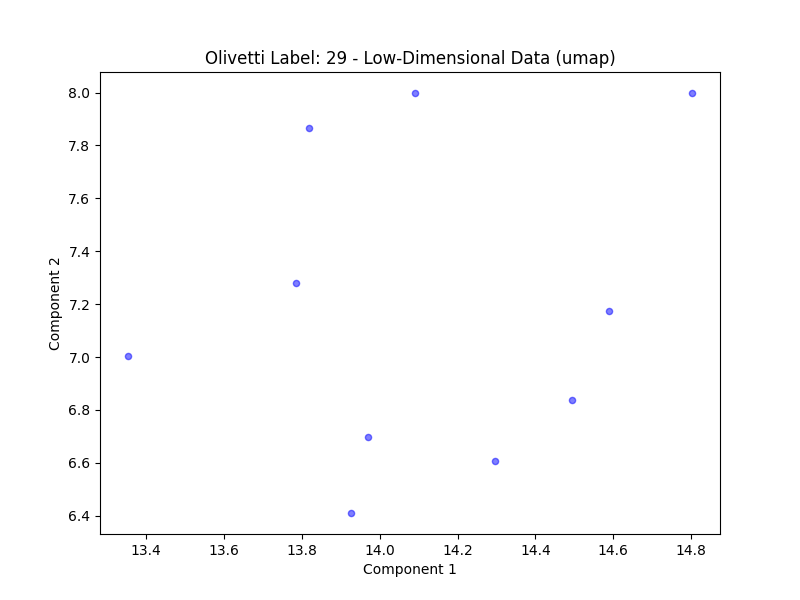 Olivetti Label: 29 - Low-Dimensional Data (umap)
8.0
7.8
7.6
7.4
7.2
7.0
6.8
6.6
6.4
Component 2
13.4 13.6 13.8 14.0 14.2 14.4 14.6 14.8
Component 1